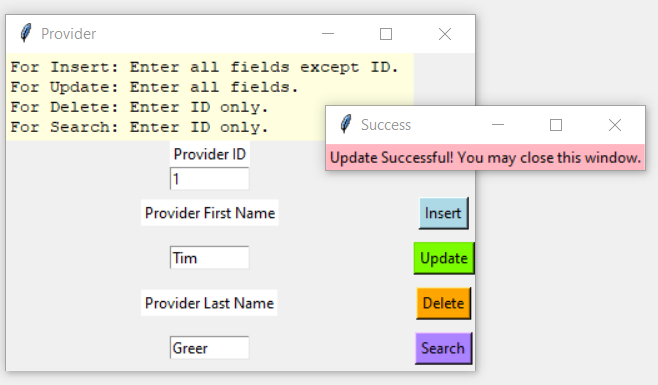 Provider
For Insert: Enter all fields except ID.
For Update: Enter all fields.
For Delete: Enter ID only.
For Search: Enter ID only.
Success
Update Successful! You may close this window.
Provider ID
1
Provider First Name
Insert
Tim
Update
Provider Last Name
Delete
Greer
Search